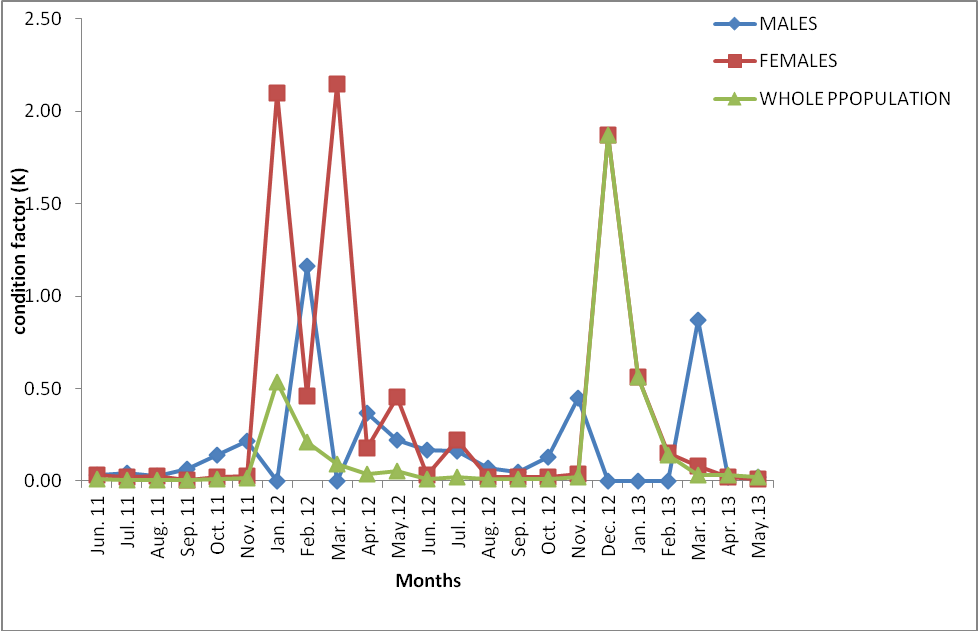 2.50
2.00
1.50
1.00
0.50
0.00
condition factor (K)
MALES
FEMALES
WHOLE PPOPULATION
Jun. 11
Jul. 11
Aug. 11
Sep. 11
Oct. 11
Nov. 11
Jan. 12
Feb. 12
Mar. 12
Apr. 12
May.12
Jun. 12
Jul. 12
Aug. 12
Sep. 12
Oct. 12
Nov. 12
Dec. 12
Jan. 13
Feb. 13
Mar. 13
Apr. 13
May.13
Months